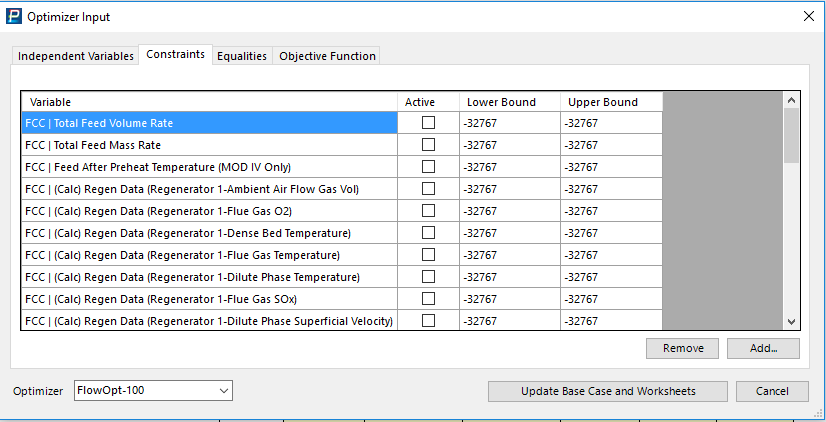 Optimizer Input
Independent Variables Constraints Equalities Objective Function
Variable Active Lower Bound Upper Bound
FCC | Total Feed Volume Rate -32767 -32767
FCC | Total Feed Mass Rate -32767 -32767
FCC | Feed After Preheat Temperature (MOD IV Only) -32767 -32767
FCC | (Calc) Regen Data (Regenerator 1-Ambient Air Flow Gas Vol) -32767 -32767
FCC | (Calc) Regen Data (Regenerator 1-Flue Gas O2) -32767 -32767
FCC | (Calc) Regen Data (Regenerator 1-Dense Bed Temperature) -32767 -32767
FCC | (Calc) Regen Data (Regenerator 1-Flue Gas Temperature) -32767 -32767
FCC | (Calc) Regen Data (Regenerator 1-Dilute Phase Temperature) -32767 -32767
FCC | (Calc) Regen Data (Regenerator 1-Flue Gas SOx) -32767 -32767
FCC | (Calc) Regen Data (Regenerator 1-Dilute Phase Superficial Velocity) -32767 -32767
Remove Add...
Optimizer FlowOpt-100 Update Base Case and Worksheets Cancel